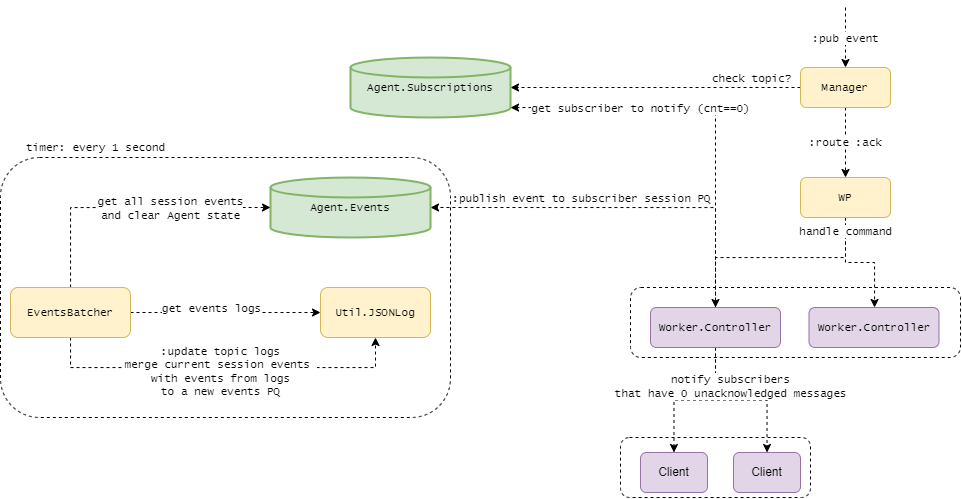 :pub event
check topic?
Manager
Agent.Subscriptions
get subscriber to notify (cnt==0)
:route :ack
timer: every 1 second
WP
get all session events
and clear Agent state
Agent.Events
:publish event to subscriber session PQ
handle command
EventsBatcher
get events logs
Util.JSONLog
Worker.Controller
Worker.Controller
:update topic logs
merge current session events
with events from logs
to a new events PQ
notify subscribers
that have 0 unacknowledged messages
Client
Client